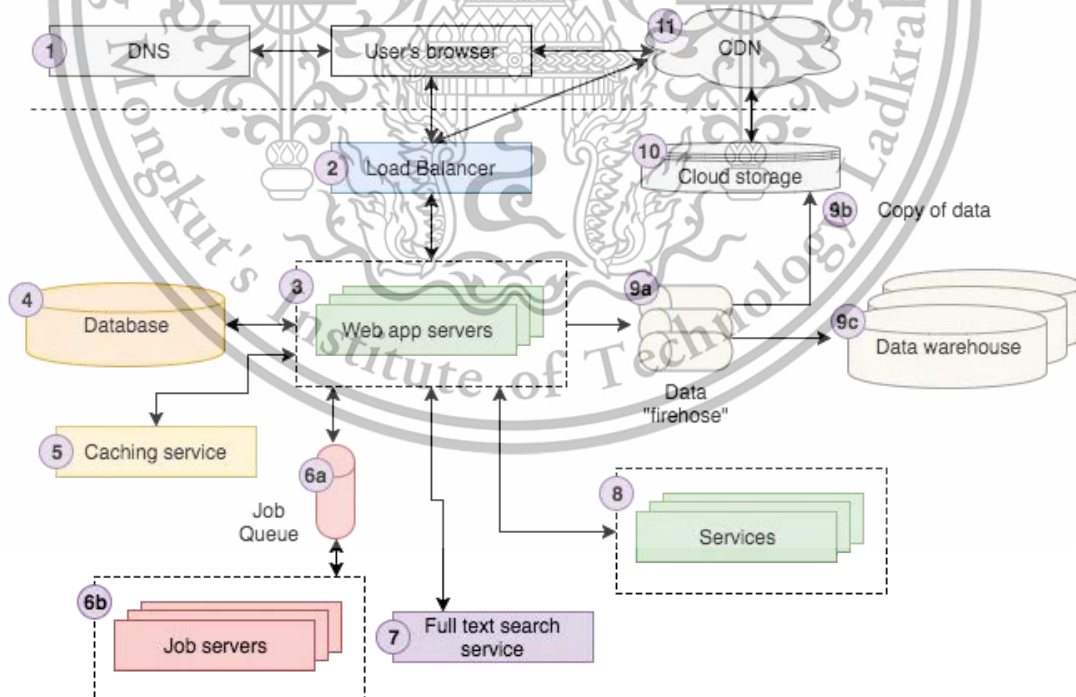 1
DNS
User's browser
11
CDN
2
Load Balancer
10
Cloud storage
9b
Copy of data
3
Web app servers
4
Database
9a
Data
"firehose"
9c
Data warehouse
5
Caching service
6a
Job
Queue
8
Services
6b
Job servers
7
Full text search
service
Mongkut's Institute of Technology Ladkrab